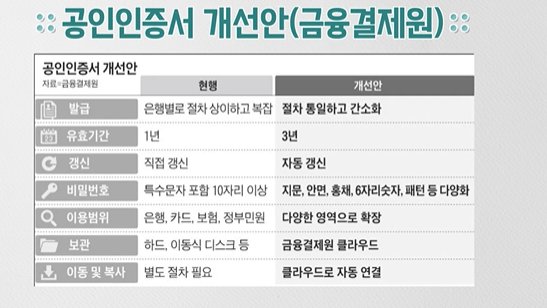 공인인증서 개선안(금융결제원)
공인인증서 개선안
자료=금융결제원
현행 개선안
발급 은행별로 절차 상이하고 복잡 절차 통일하고 간소화
유효기간 1년 3년
갱신 직접 갱신 자동 갱신
비밀번호 특수문자 포함 10자리 이상 지문, 안면, 홍채, 6자리숫자, 패턴 등 다양화
이용범위 은행, 카드, 보험, 정부민원 다양한 영역으로 확장
보관 하드, 이동식 디스크 등 금융결제원 클라우드
이동 및 복사 별도 절차 필요 클라우드로 자동 연결